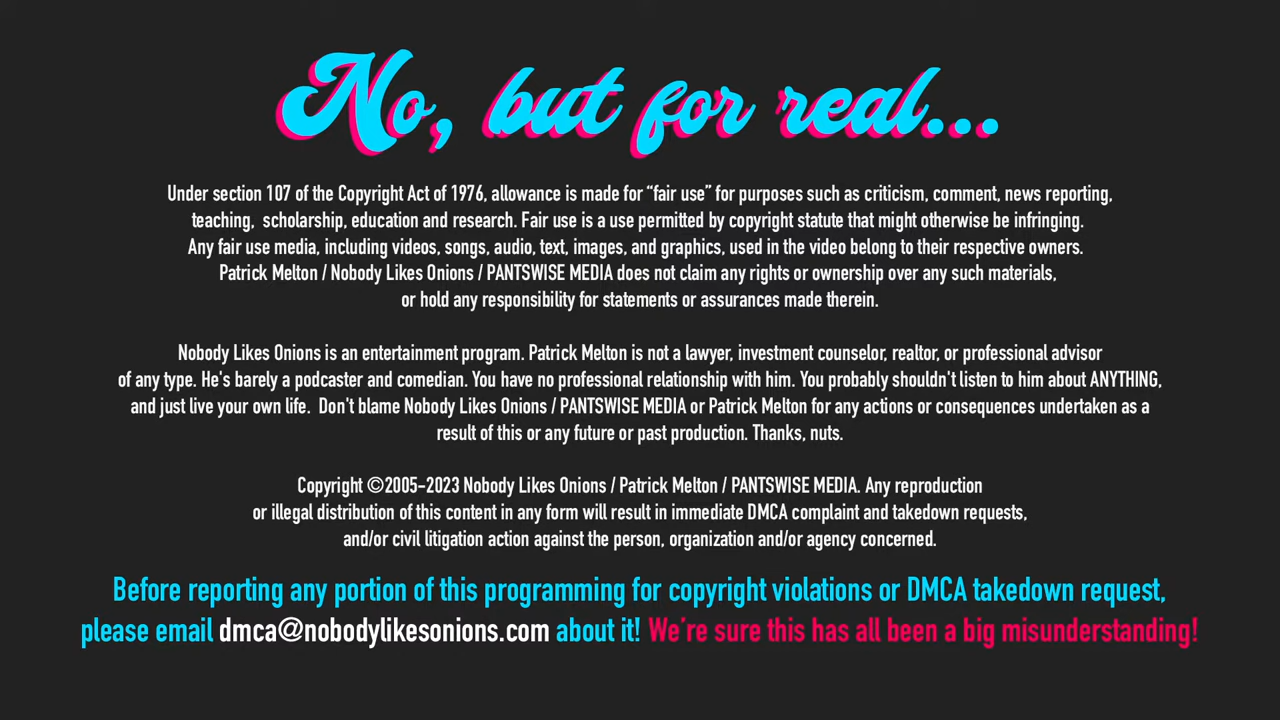 No, but for real...
Under section 107 of the Copyright Act of 1976, allowance is made for “fair use” for purposes such as criticism, comment, news reporting,
teaching,  scholarship, education and research. Fair use is a use permitted by copyright statute that might otherwise be infringing.
Any fair use media, including videos, songs, audio, text, images, and graphics, used in the video belong to their respective owners.
Patrick Melton / Nobody Likes Onions / PANTSWISE MEDIA does not claim any rights or ownership over any such materials,
or hold any responsibility for statements or assurances made therein.
Nobody Likes Onions is an entertainment program. Patrick Melton is not a lawyer, investment counselor, realtor, or professional advisor
of any type. He's barely a podcaster and comedian. You have no professional relationship with him. You probably shouldn't listen to him about ANYTHING,
and just live your own life.  Don't blame Nobody Likes Onions / PANTSWISE MEDIA or Patrick Melton for any actions or consequences undertaken as a
result of this or any future or past production. Thanks, nuts.
Copyright ©2005-2023 Nobody Likes Onions / Patrick Melton / PANTSWISE MEDIA. Any reproduction
or illegal distribution of this content in any form will result in immediate DMCA complaint and takedown requests,
and/or civil litigation action against the person, organization and/or agency concerned.
Before reporting any portion of this programming for copyright violations or DMCA takedown request,
please email dmca@nobodylikesonions.com about it! We're sure this has all been a big misunderstanding!